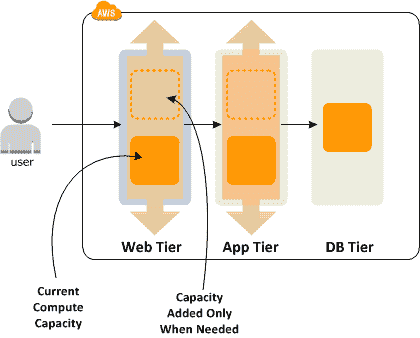 AWS
user
Web Tier
App Tier
DB Tier
Current
Compute
Capacity
Capacity
Added Only
When Needed